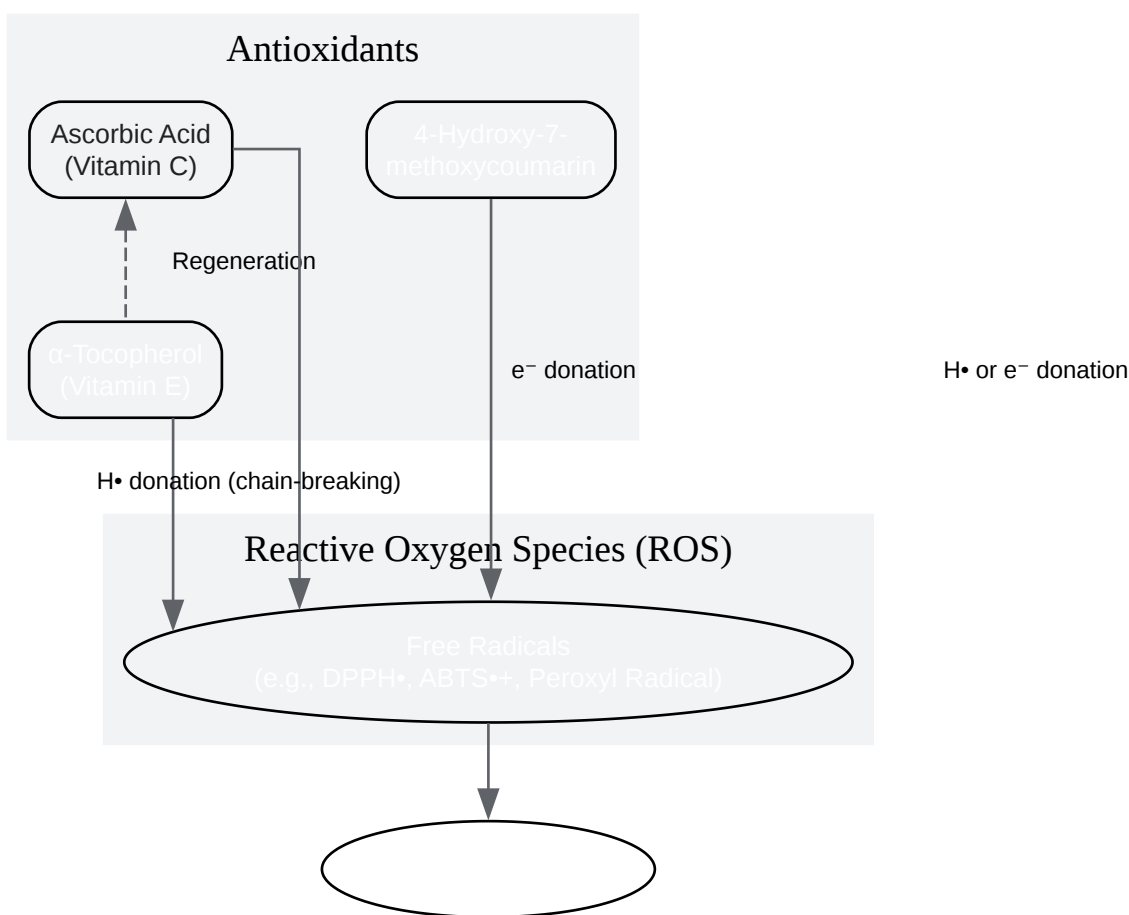 Antioxidants
Ascorbic Acid
(Vitamin C)
4-Hydroxy-7-
methoxycoumarin
Regeneration
α-Tocopherol
(Vitamin E)
e⁻ donation
H• or e⁻ donation
H• donation (chain-breaking)
Reactive Oxygen Species (ROS)
Free Radicals
(e.g., DPPH•, ABTS•+, Peroxyl Radical)